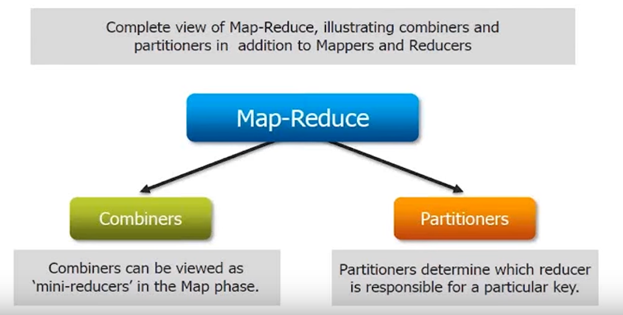 Complete view of Map-Reduce, illustrating combiners and
partitioners in addition to Mappers and Reducers
Map-Reduce
Combiners
Partitioners
Combiners can be viewed as
'mini-reducers' in the Map phase.
Partitioners determine which reducer
is responsible for a particular key.